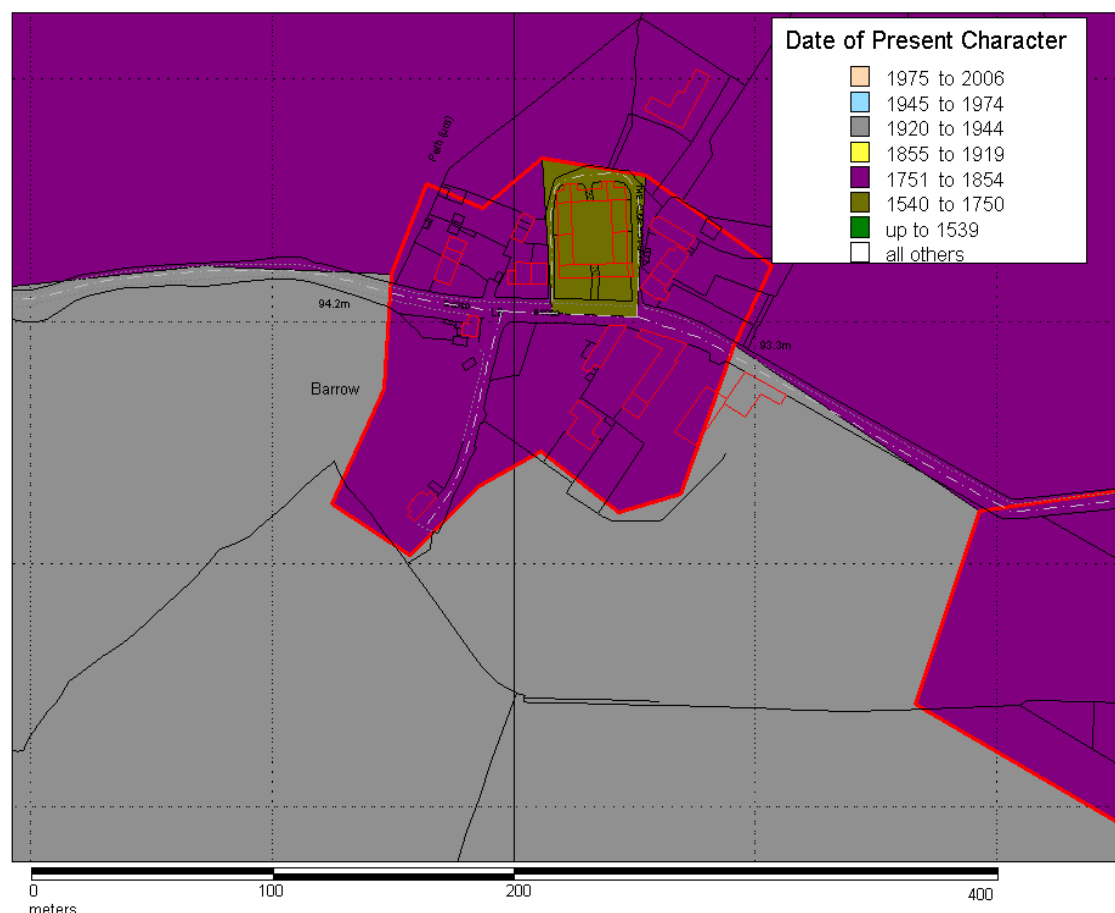 Date of Present Character
1975 to 2006
1945 to 1974
1920 to 1944
1855 to 1919
1751 to 1854
1540 to 1750
up to 1539
all others
Path (um)
94.2m
93.3m
Barrow
0 100 200 400
meters